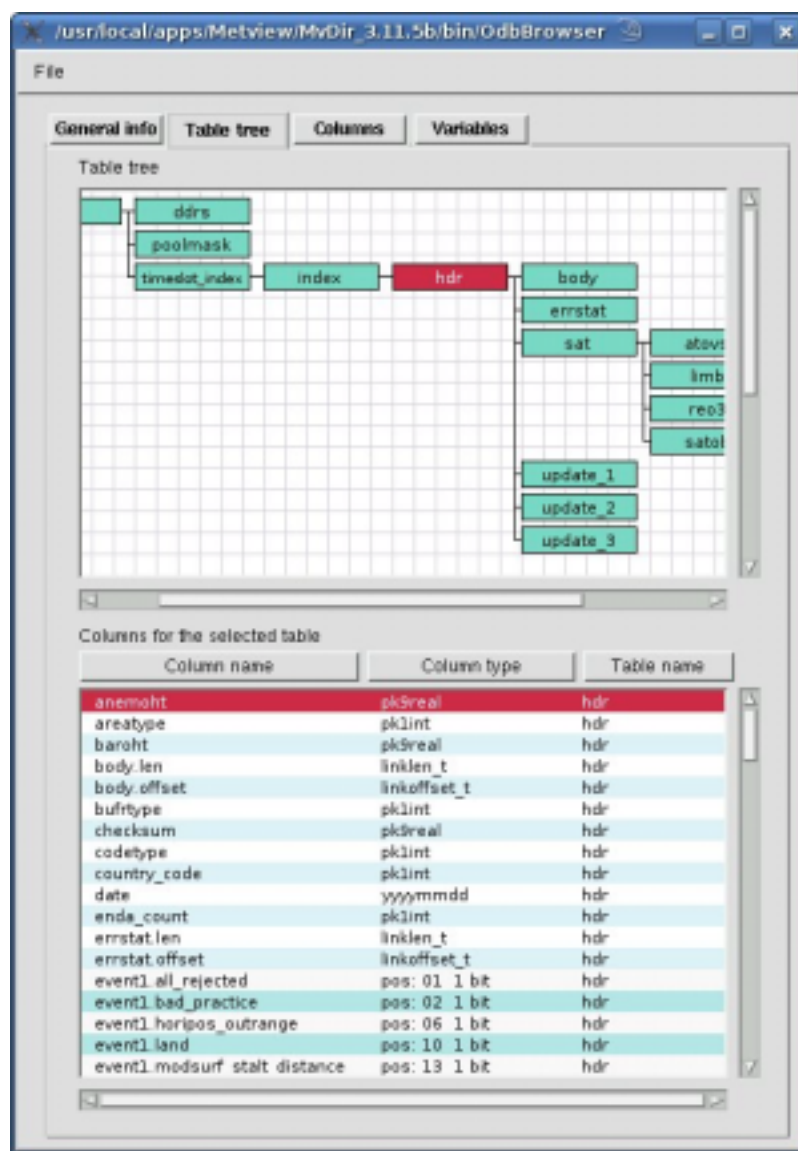 /usr/local/apps/Metview/MvDir_3.11.5b/bin/OdbBrowser
File
General info Table tree Columns Variables
Table tree
ddrs
poolmask
timeslot_index index hdr body
errstat
sat atovs
limb
reo3
satob
update_1
update_2
update_3
Columns for the selected table
Column name Column type Table name
anemoht pk9real hdr
areatype pk1int hdr
baroht pk9real hdr
body.len linklen_t hdr
body.offset linkoffset_t hdr
bufrtype pk1int hdr
checksum pk9real hdr
codetype pk1int hdr
country_code pk1int hdr
date yyyymmdd hdr
enda_count pk1int hdr
errstat.len linklen_t hdr
errstat.offset linkoffset_t hdr
event1.all_rejected pos: 01 1 bit hdr
event1.bad_practice pos: 02 1 bit hdr
event1.horipos_outrange pos: 06 1 bit hdr
event1.land pos: 10 1 bit hdr
event1.modsurf_stalt_distance pos: 13 1 bit hdr